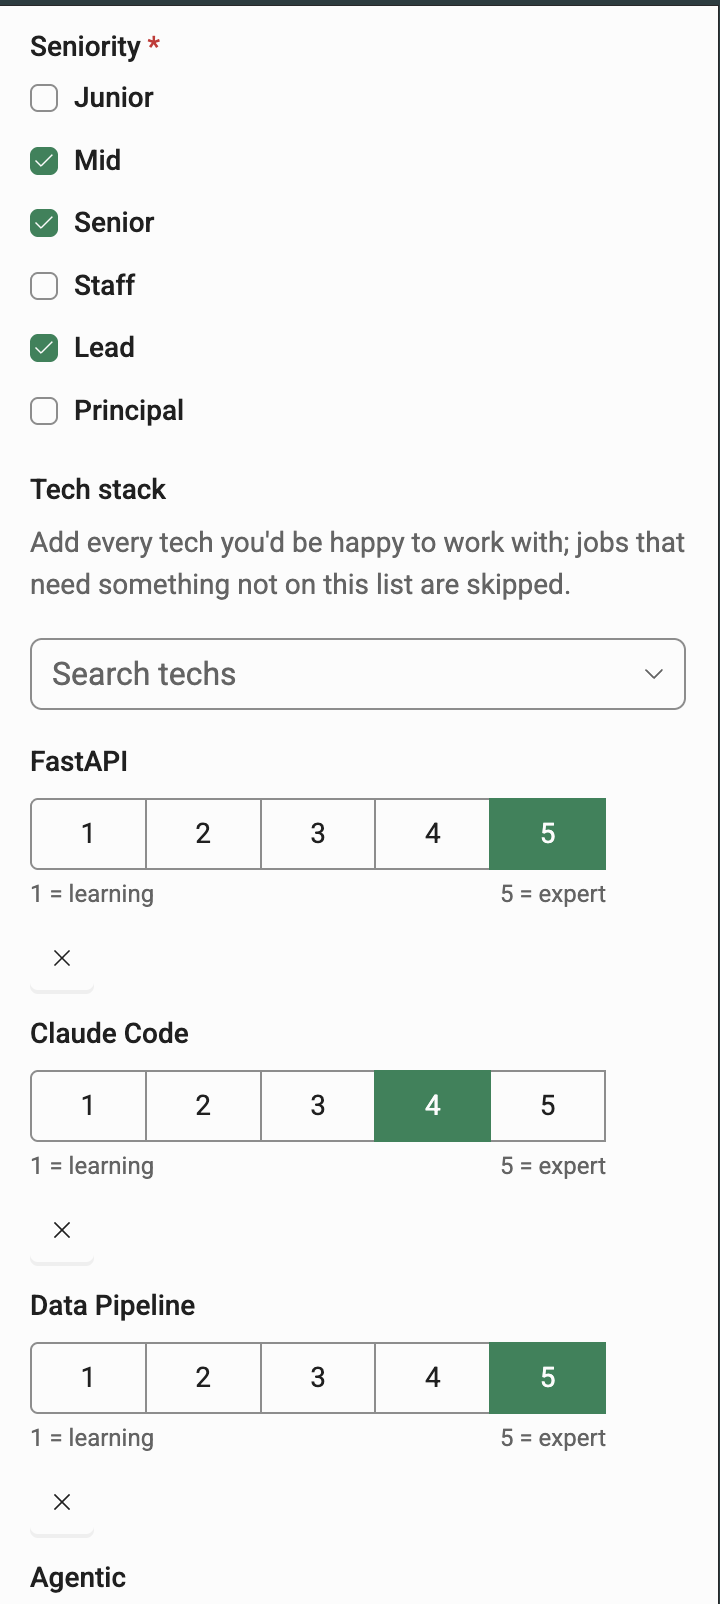 Seniority *
Junior
Mid
Senior
Staff
Lead
Principal
Tech stack
Add every tech you'd be happy to work with; jobs that
need something not on this list are skipped.
Search techs
FastAPI
1 2 3 4 5
1 = learning 5 = expert
Claude Code
1 2 3 4 5
1 = learning 5 = expert
Data Pipeline
1 2 3 4 5
1 = learning 5 = expert
Agentic